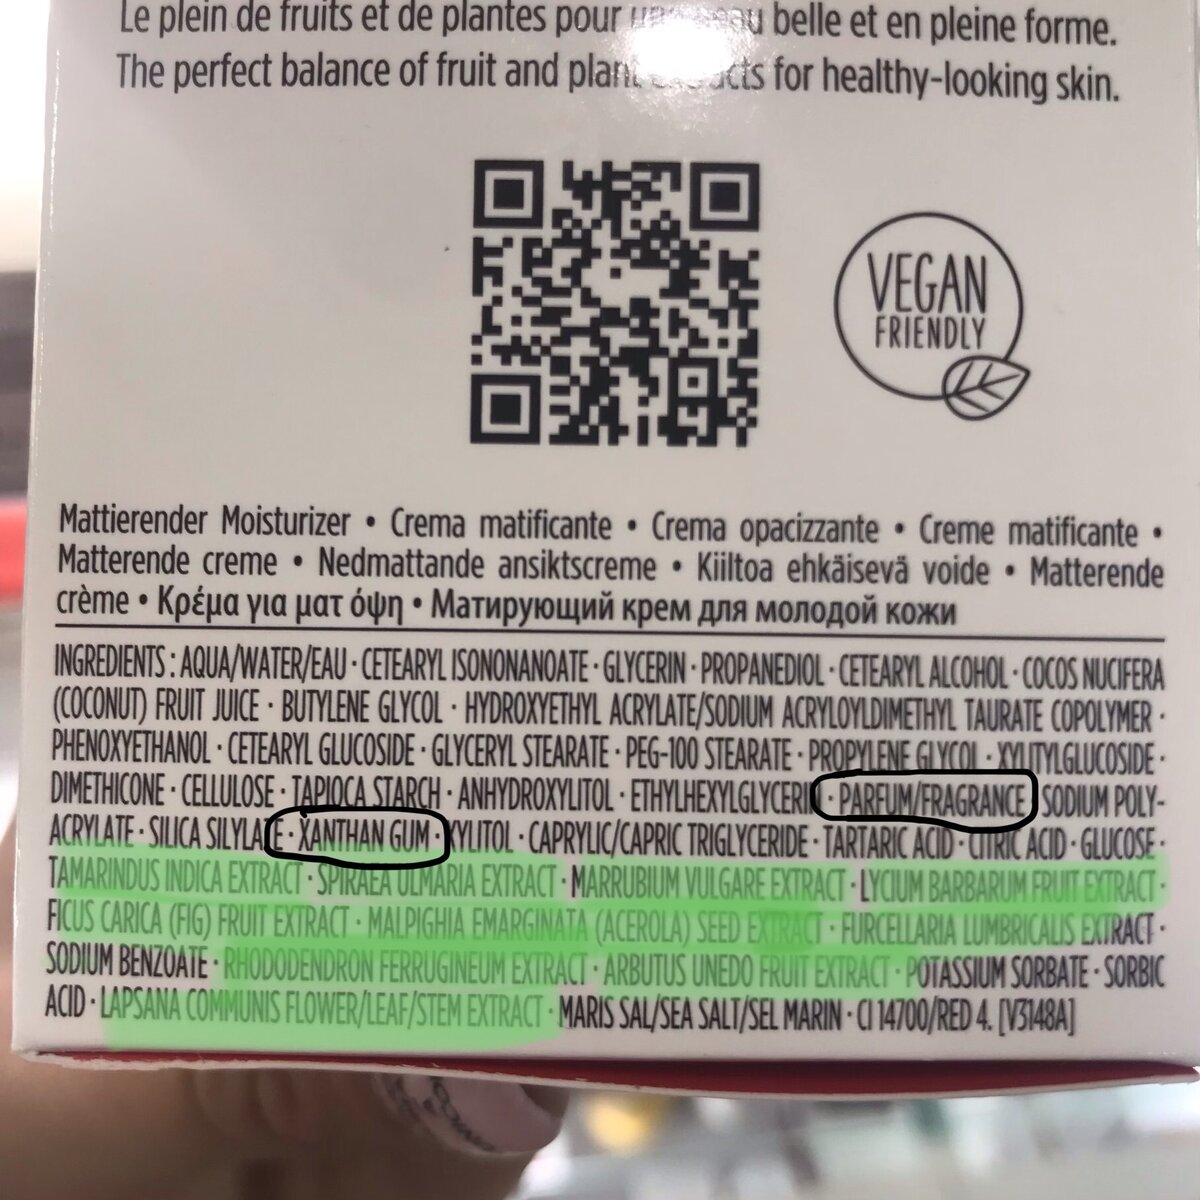 Le plein de fruits et de plantes pour belle et en pleine forme.
The perfect balance of fruit and for healthy-looking skin.
VEGAN
FRIENDLY
Mattierender Moisturizer • Crema matificante • Crema opacizzante • Creme matificante •
Matterende creme • Nedmattande ansiktscreme • Kiiltoa ehkäisevä voide • Matterende
crème • Κρέμα για ματ όψη • Матирующий крем для молодой кожи
INGREDIENTS : AQUA/WATER/EAU · CETEARYL ISONONANOATE · GLYCERIN · PROPANEDIOL · CETEARYL ALCOHOL · COCOS NUCIFERA
(COCONUT) FRUIT JUICE · BUTYLENE GLYCOL · HYDROXYETHYL ACRYLATE/SODIUM ACRYLOYLDIMETHYL TAURATE COPOLYMER ·
PHENOXYETHANOL · CETEARYL GLUCOSIDE · GLYCERYL STEARATE · PEG-100 STEARATE · PROPYLENE GLYCOL · XYLITYLGLUCOSIDE ·
DIMETHICONE · CELLULOSE · TAPIOCA STARCH · ANHYDROXYLITOL · ETHYLHEXYLGLYCERIN · PARFUM/FRAGRANCE · SODIUM POLY-
ACRYLATE · SILICA SILYLATE · XANTHAN GUM · XYLITOL · CAPRYLIC/CAPRIC TRIGLYCERIDE · TARTARIC ACID · CITRIC ACID · GLUCOSE ·
TAMARINDUS INDICA EXTRACT · SPIRAEA ULMARIA EXTRACT · MARRUBIUM VULGARE EXTRACT · LYCIUM BARBARUM FRUIT EXTRACT ·
FICUS CARICA (FIG) FRUIT EXTRACT · MALPIGHIA EMARGINATA (ACEROLA) SEED EXTRACT · FURCELLARIA LUMBRICALIS EXTRACT ·
SODIUM BENZOATE · RHODODENDRON FERRUGINEUM EXTRACT · ARBUTUS UNEDO FRUIT EXTRACT · POTASSIUM SORBATE · SORBIC
ACID · LAPSANA COMMUNIS FLOWER/LEAF/STEM EXTRACT · MARIS SAL/SEA SALT/SEL MARIN · CI 14700/RED 4. [V3148A]